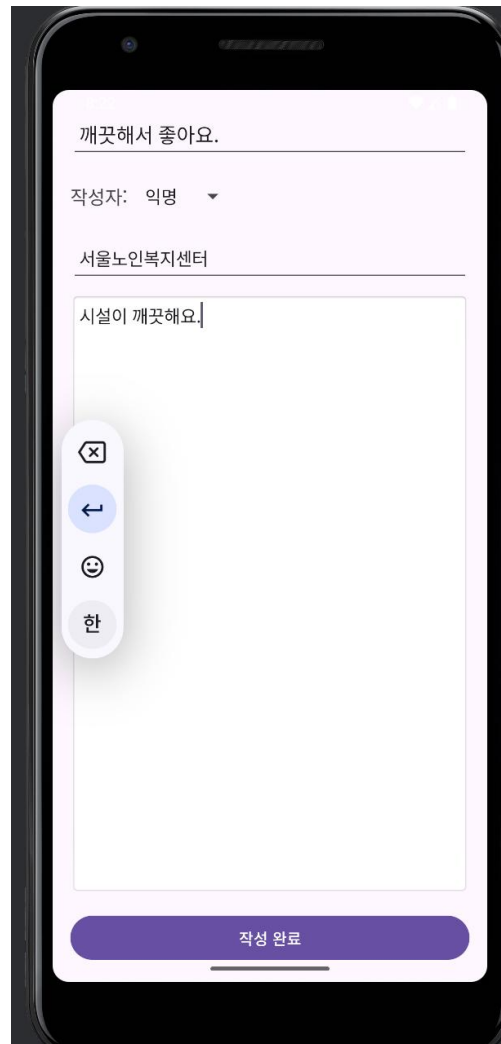 깨끗해서 좋아요.
작성자: 익명
서울노인복지센터
시설이 깨끗해요.
한
작성 완료